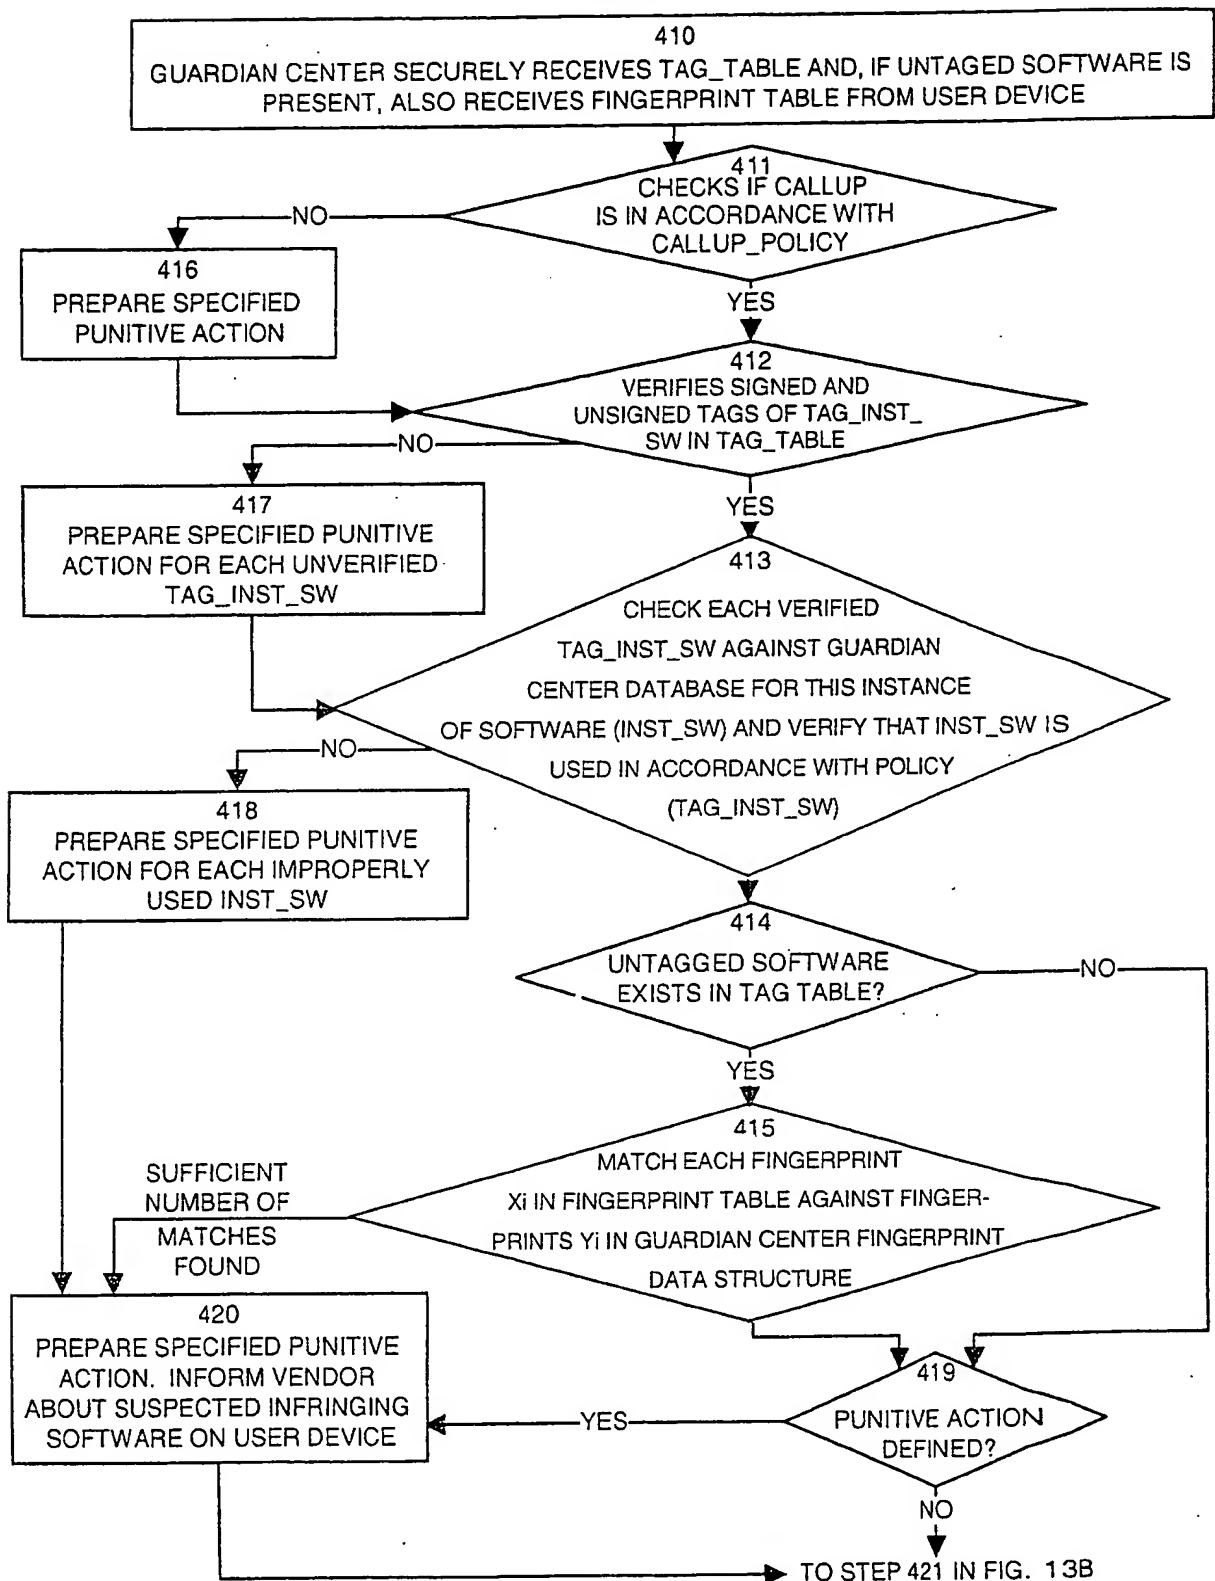 410
GUARDIAN CENTER SECURELY RECEIVES TAG_TABLE AND, IF UNTAGED SOFTWARE IS
PRESENT, ALSO RECEIVES FINGERPRINT TABLE FROM USER DEVICE
411
CHECKS IF CALLUP
IS IN ACCORDANCE WITH
CALLUP_POLICY
NO
416
PREPARE SPECIFIED
PUNITIVE ACTION
YES
412
VERIFIES SIGNED AND
UNSIGNED TAGS OF TAG_INST_
SW IN TAG_TABLE
NO
417
PREPARE SPECIFIED PUNITIVE
ACTION FOR EACH UNVERIFIED
TAG_INST_SW
YES
413
CHECK EACH VERIFIED
TAG_INST_SW AGAINST GUARDIAN
CENTER DATABASE FOR THIS INSTANCE
OF SOFTWARE (INST_SW) AND VERIFY THAT INST_SW IS
USED IN ACCORDANCE WITH POLICY
(TAG_INST_SW)
NO
418
PREPARE SPECIFIED PUNITIVE
ACTION FOR EACH IMPROPERLY
USED INST_SW
414
UNTAGGED SOFTWARE
EXISTS IN TAG TABLE?
NO
YES
415
MATCH EACH FINGERPRINT
Xi IN FINGERPRINT TABLE AGAINST FINGER-
PRINTS Yi IN GUARDIAN CENTER FINGERPRINT
DATA STRUCTURE
SUFFICIENT
NUMBER OF
MATCHES
FOUND
420
PREPARE SPECIFIED PUNITIVE
ACTION. INFORM VENDOR
ABOUT SUSPECTED INFRINGING
SOFTWARE ON USER DEVICE
419
PUNITIVE ACTION
DEFINED?
YES
NO
TO STEP 421 IN FIG. 13B